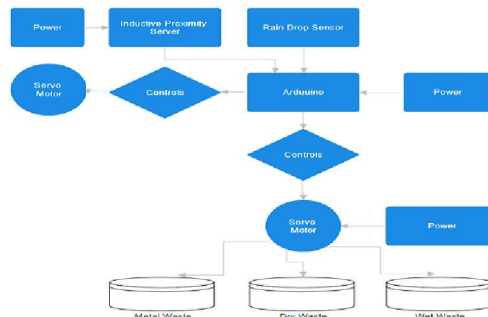 Power
Inductive Proximity
Server
Rain Drop Sensor
Servo
Motor
Controls
Arduuino
Power
Controls
Servo
Motor
Power
Metal Waste
Dry Waste
Wet Waste